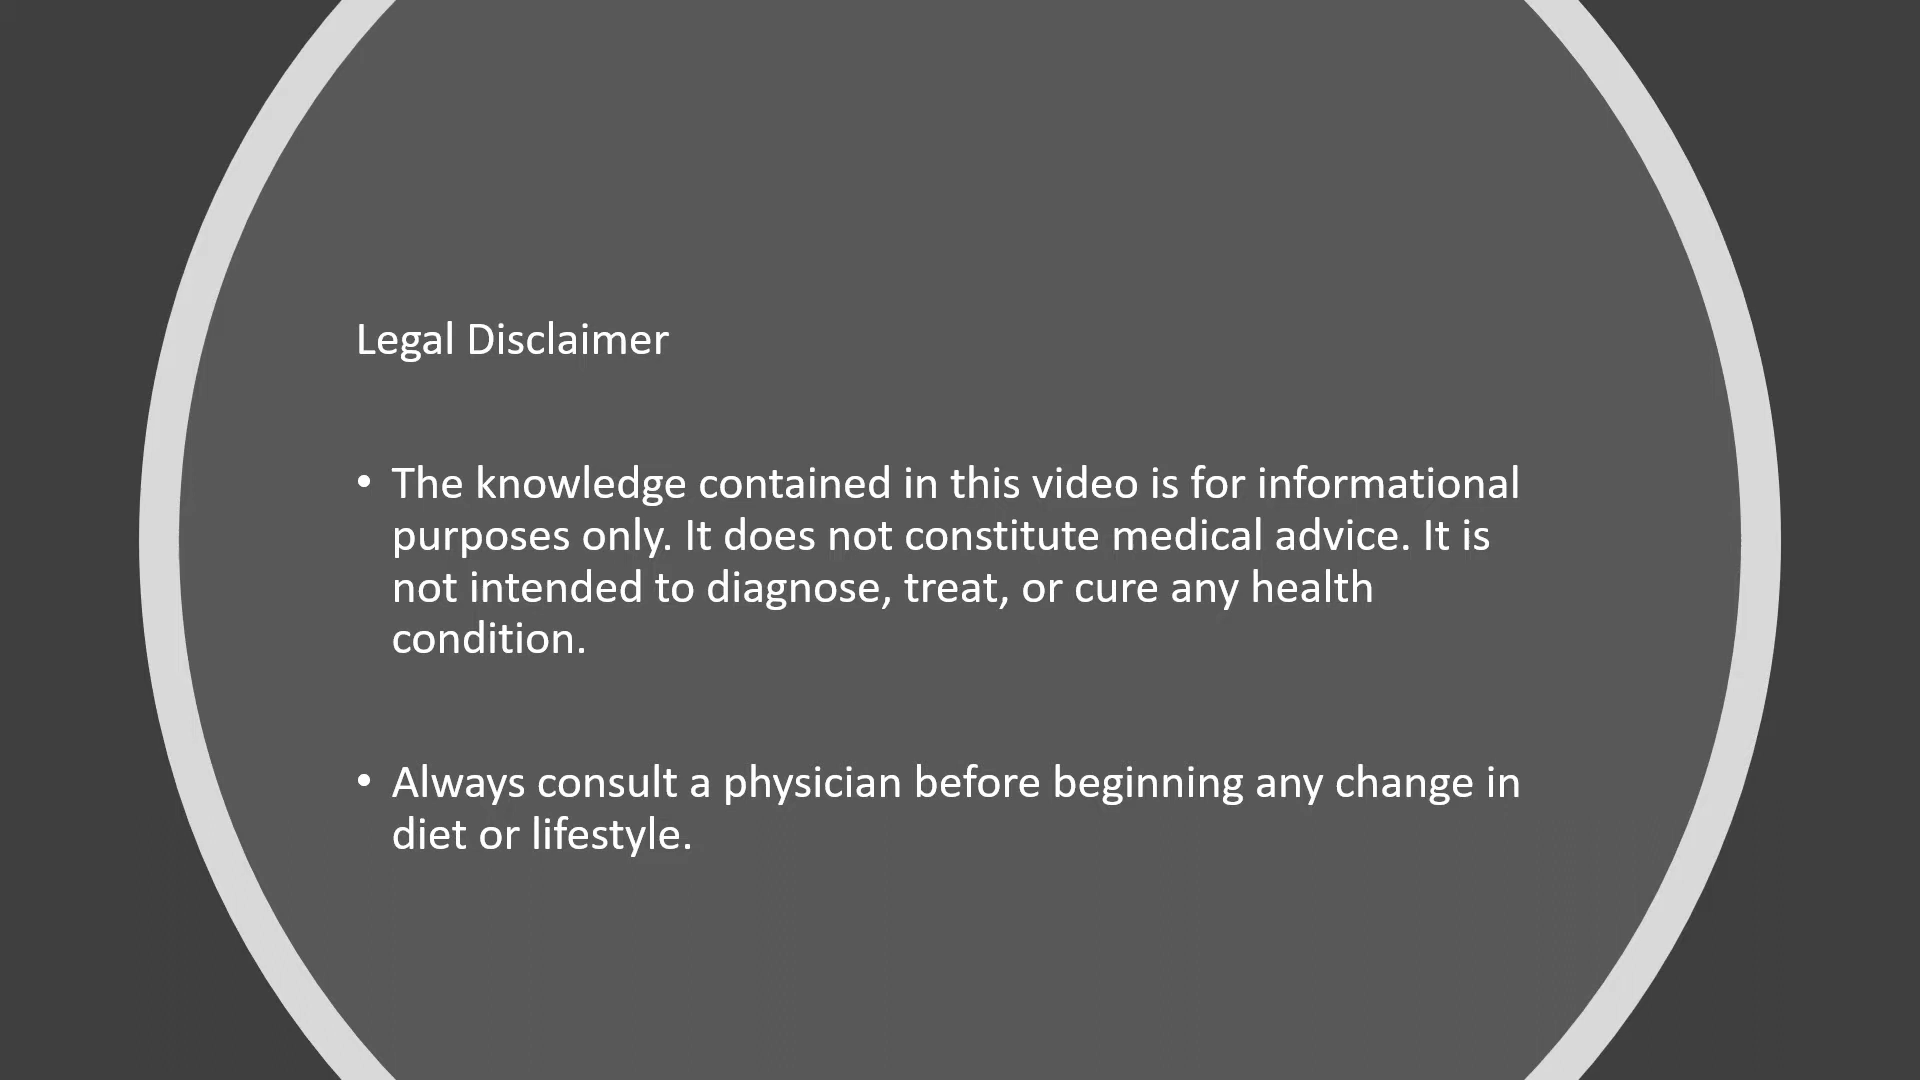 Legal Disclaimer
• The knowledge contained in this video is for informational
purposes only. It does not constitute medical advice. It is
not intended to diagnose, treat, or cure any health
condition.
• Always consult a physician before beginning any change in
diet or lifestyle.